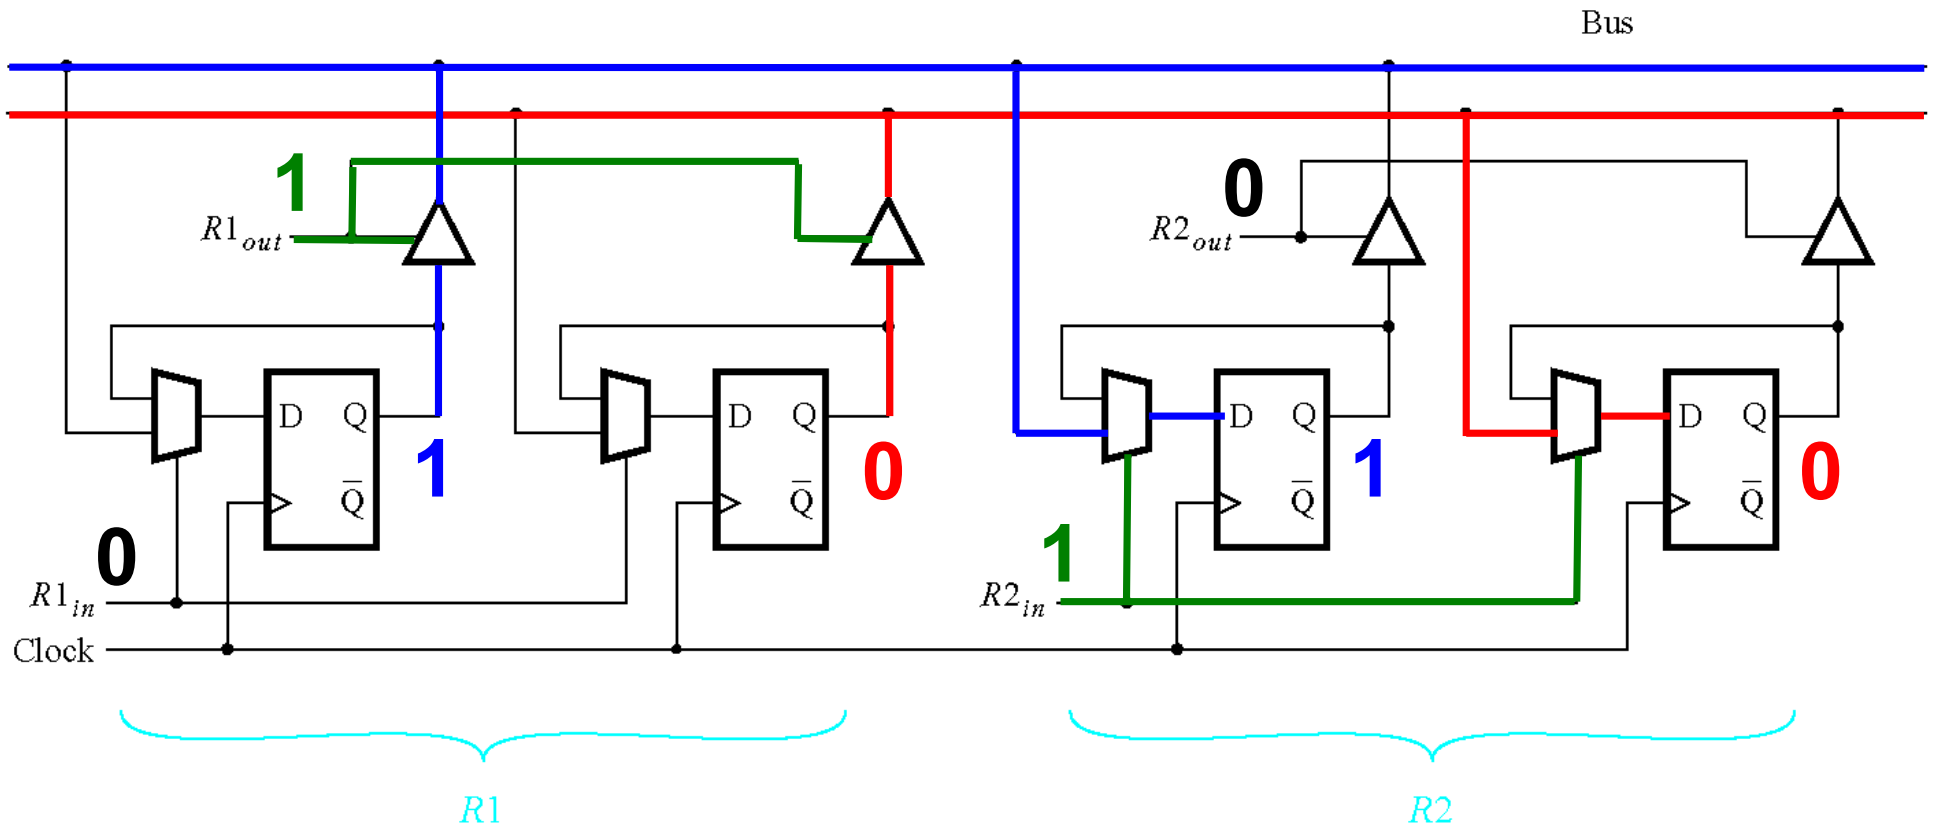 Bus
1
0
R1out
R2out
D Q
D Q
D Q
D Q
1
0
1
0
Q̅
Q̅
Q̅
Q̅
0
1
R1in
R2in
Clock
R1
R2